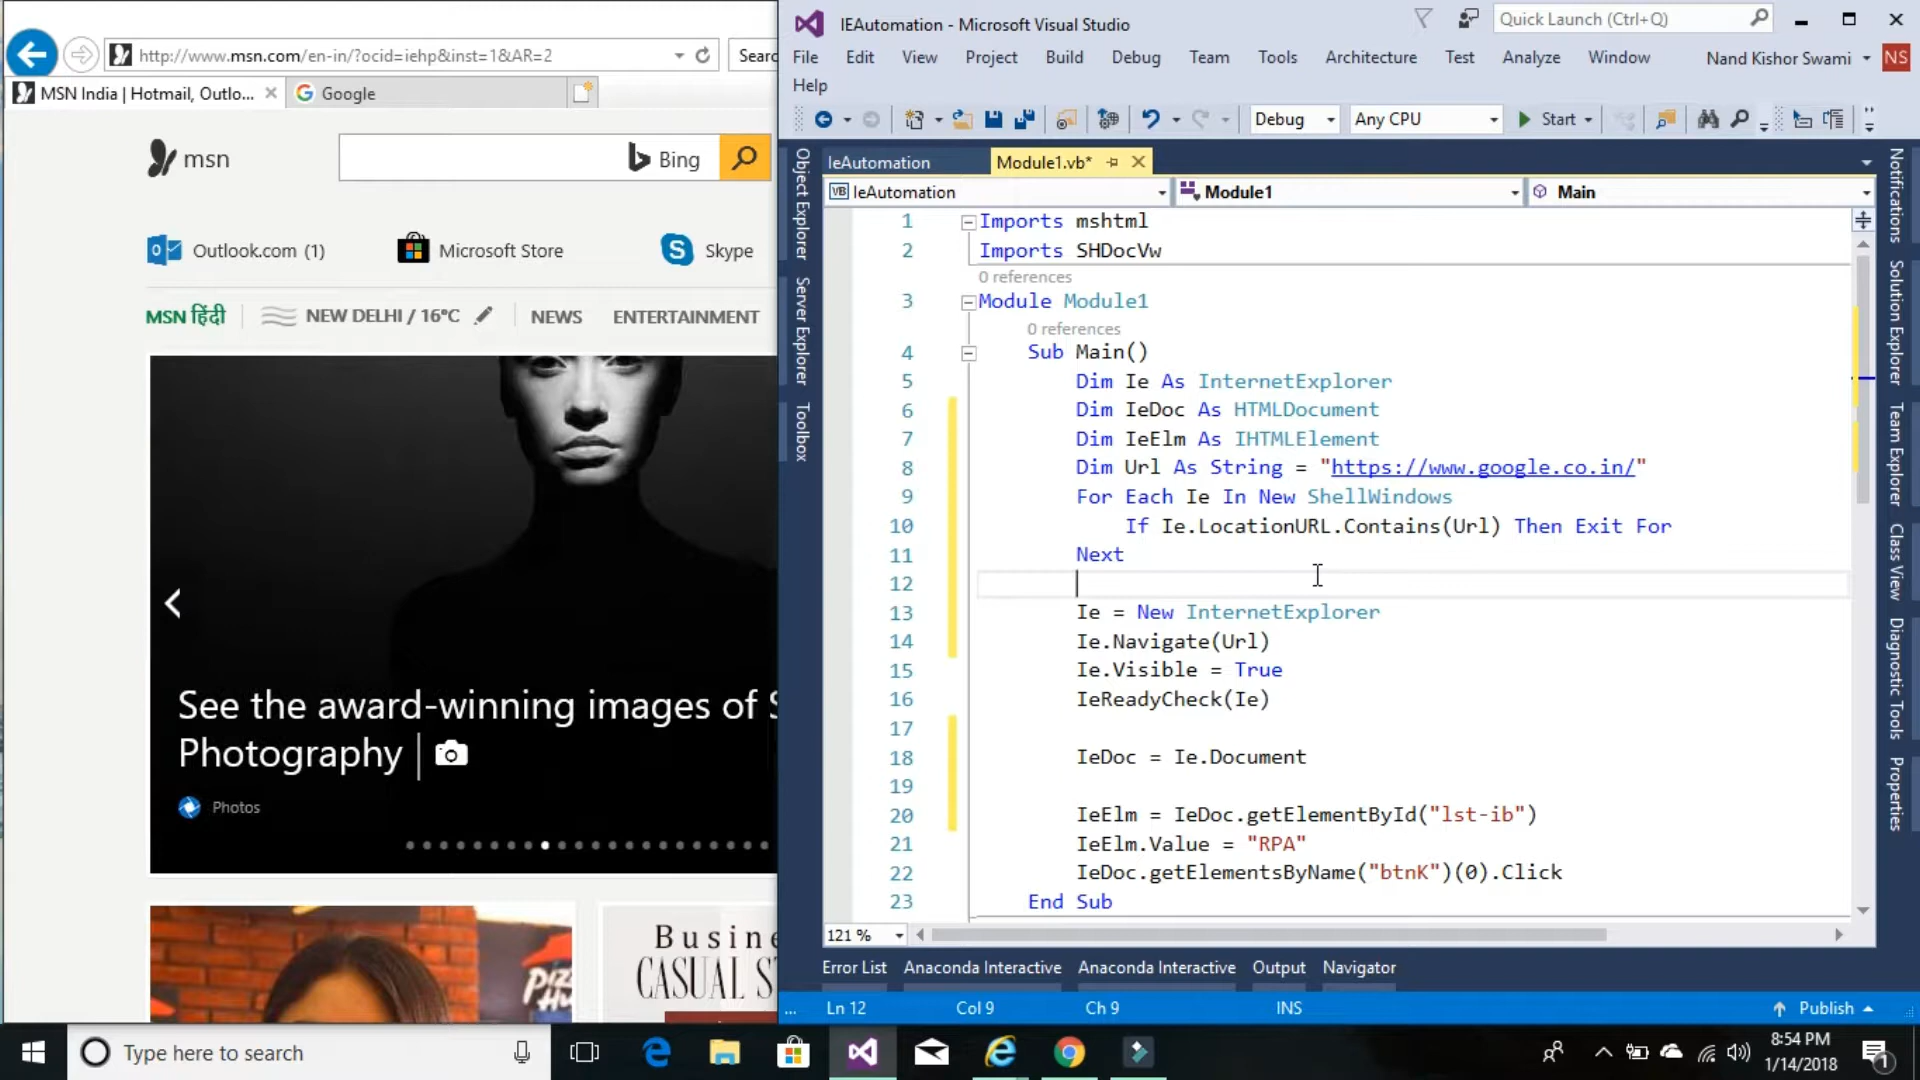 http://www.msn.com/en-in/?ocid=iehp&inst=1&AR=2
Searc
MSN India | Hotmail, Outlo...
Google
msn
Bing
Outlook.com (1)
Microsoft Store
Skype
MSN हिंदी
NEW DELHI / 16°C
NEWS
ENTERTAINMENT
See the award-winning images of S
Photography
Photos
Busine
CASUAL S
IEAutomation - Microsoft Visual Studio
Quick Launch (Ctrl+Q)
File Edit View Project Build Debug Team Tools Architecture Test Analyze Window
Nand Kishor Swami
NS
Help
Debug
Any CPU
Start
Object Explorer
Server Explorer
Toolbox
IeAutomation
Module1.vb*
VB IeAutomation
Module1
Main
1 Imports mshtml
2 Imports SHDocVw
0 references
3 Module Module1
0 references
4 Sub Main()
5 Dim Ie As InternetExplorer
6 Dim IeDoc As HTMLDocument
7 Dim IeElm As IHTMLElement
8 Dim Url As String = "https://www.google.co.in/"
9 For Each Ie In New ShellWindows
10 If Ie.LocationURL.Contains(Url) Then Exit For
11 Next
12
13 Ie = New InternetExplorer
14 Ie.Navigate(Url)
15 Ie.Visible = True
16 IeReadyCheck(Ie)
17
18 IeDoc = Ie.Document
19
20 IeElm = IeDoc.getElementById("lst-ib")
21 IeElm.Value = "RPA"
22 IeDoc.getElementsByName("btnK")(0).Click
23 End Sub
121 %
Notifications
Solution Explorer
Team Explorer
Class View
Diagnostic Tools
Properties
Error List Anaconda Interactive Anaconda Interactive Output Navigator
... Ln 12 Col 9 Ch 9 INS Publish
Type here to search
8:54 PM
1/14/2018
1